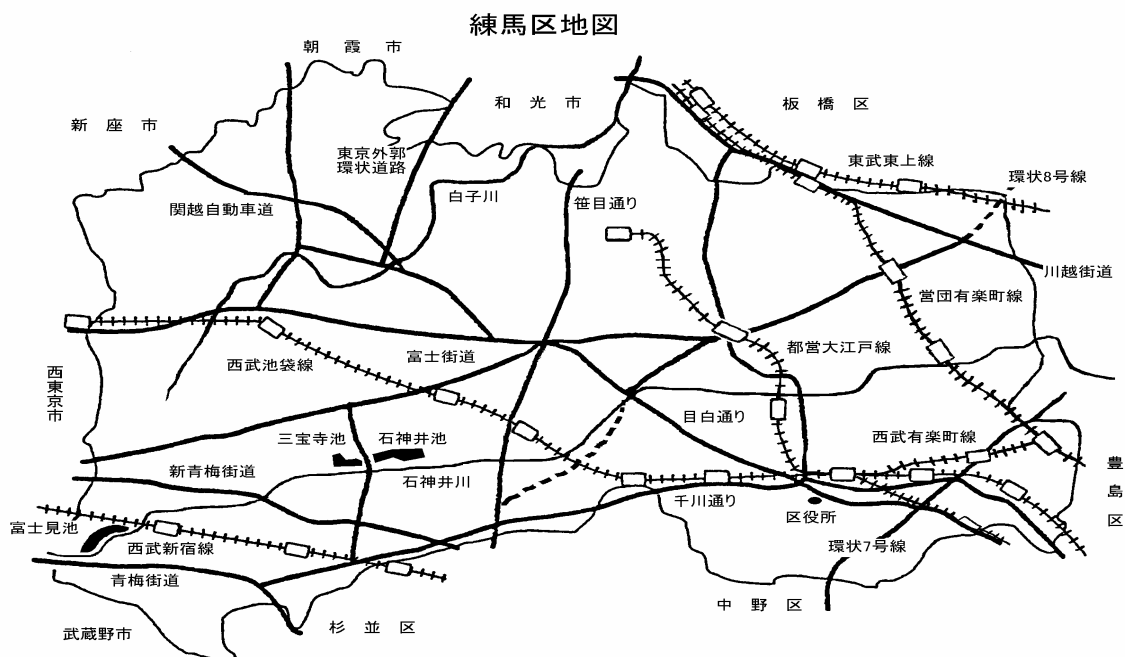 練馬区地図
朝霞市
和光市
板橋区
新座市
東京外郭
環状道路
東武東上線
環状8号線
関越自動車道
白子川
笹目通り
川越街道
営団有楽町線
都営大江戸線
西武池袋線
富士街道
西東京市
目白通り
三宝寺池
石神井池
西武有楽町線
新青梅街道
石神井川
豊島区
千川通り
区役所
富士見池
西武新宿線
環状7号線
青梅街道
中野区
杉並区
武蔵野市